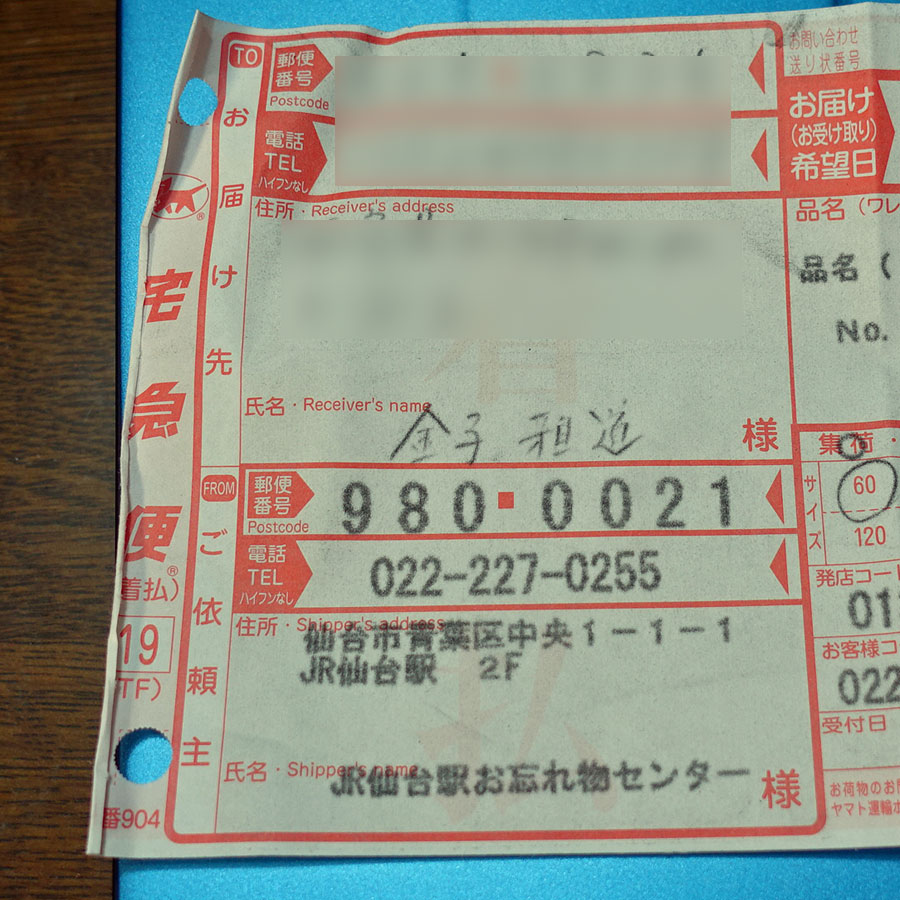 TO
お届け先
郵便番号
Postcode
電話
TEL
ハイフンなし
住所・Receiver's address
氏名・Receiver's name
金子 和道
様
FROM
ご依頼主
郵便番号
Postcode
980 0021
電話
TEL
ハイフンなし
022-227-0255
住所・Shipper's address
仙台市青葉区中央1-1-1
JR仙台駅 2F
氏名・Shipper's name
JR仙台駅お忘れ物センター
様
宅急便®
着払)
19
TF)
番904
お問い合わせ
送り状番号
お届け
(お受け取り)
希望日
品名(ワレ
品名(
No.
集荷・
サイズ
60
120
発店コード
お客様コ
022
受付日
お荷物のお
ヤマト運輸